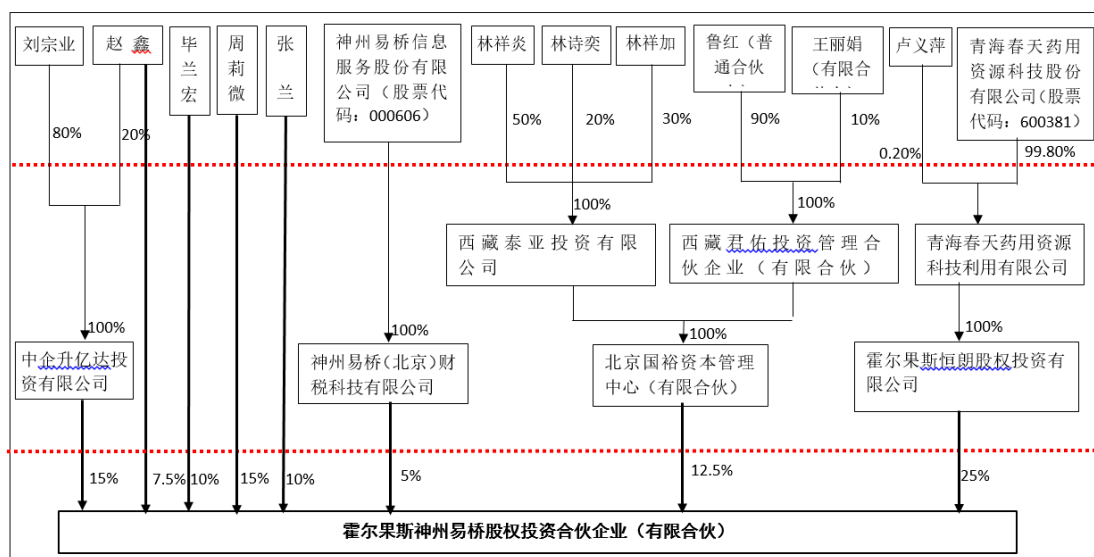 刘宗业
赵 鑫
毕兰宏
周莉微
张 兰
神州易桥信息
服务股份有限
公司（股票代
码：000606）
林祥炎
林诗奕
林祥加
鲁红（普
通合伙
王丽娟
（有限合
卢义萍
青海春天药用
资源科技股份
有限公司(股票
代码：600381）
80%
20%
50%
20%
30%
90%
10%
0.20%
99.80%
100%
100%
100%
西藏泰亚投资有限
公司
西藏君佑投资管理合
伙企业（有限合伙）
青海春天药用资源
科技利用有限公司
100%
100%
100%
100%
中企升亿达投
资有限公司
神州易桥（北京）财
税科技有限公司
北京国裕资本管理
中心（有限合伙）
霍尔果斯恒朗股权投资有
限公司
15%
7.5%
10%
15%
10%
5%
12.5%
25%
霍尔果斯神州易桥股权投资合伙企业（有限合伙）